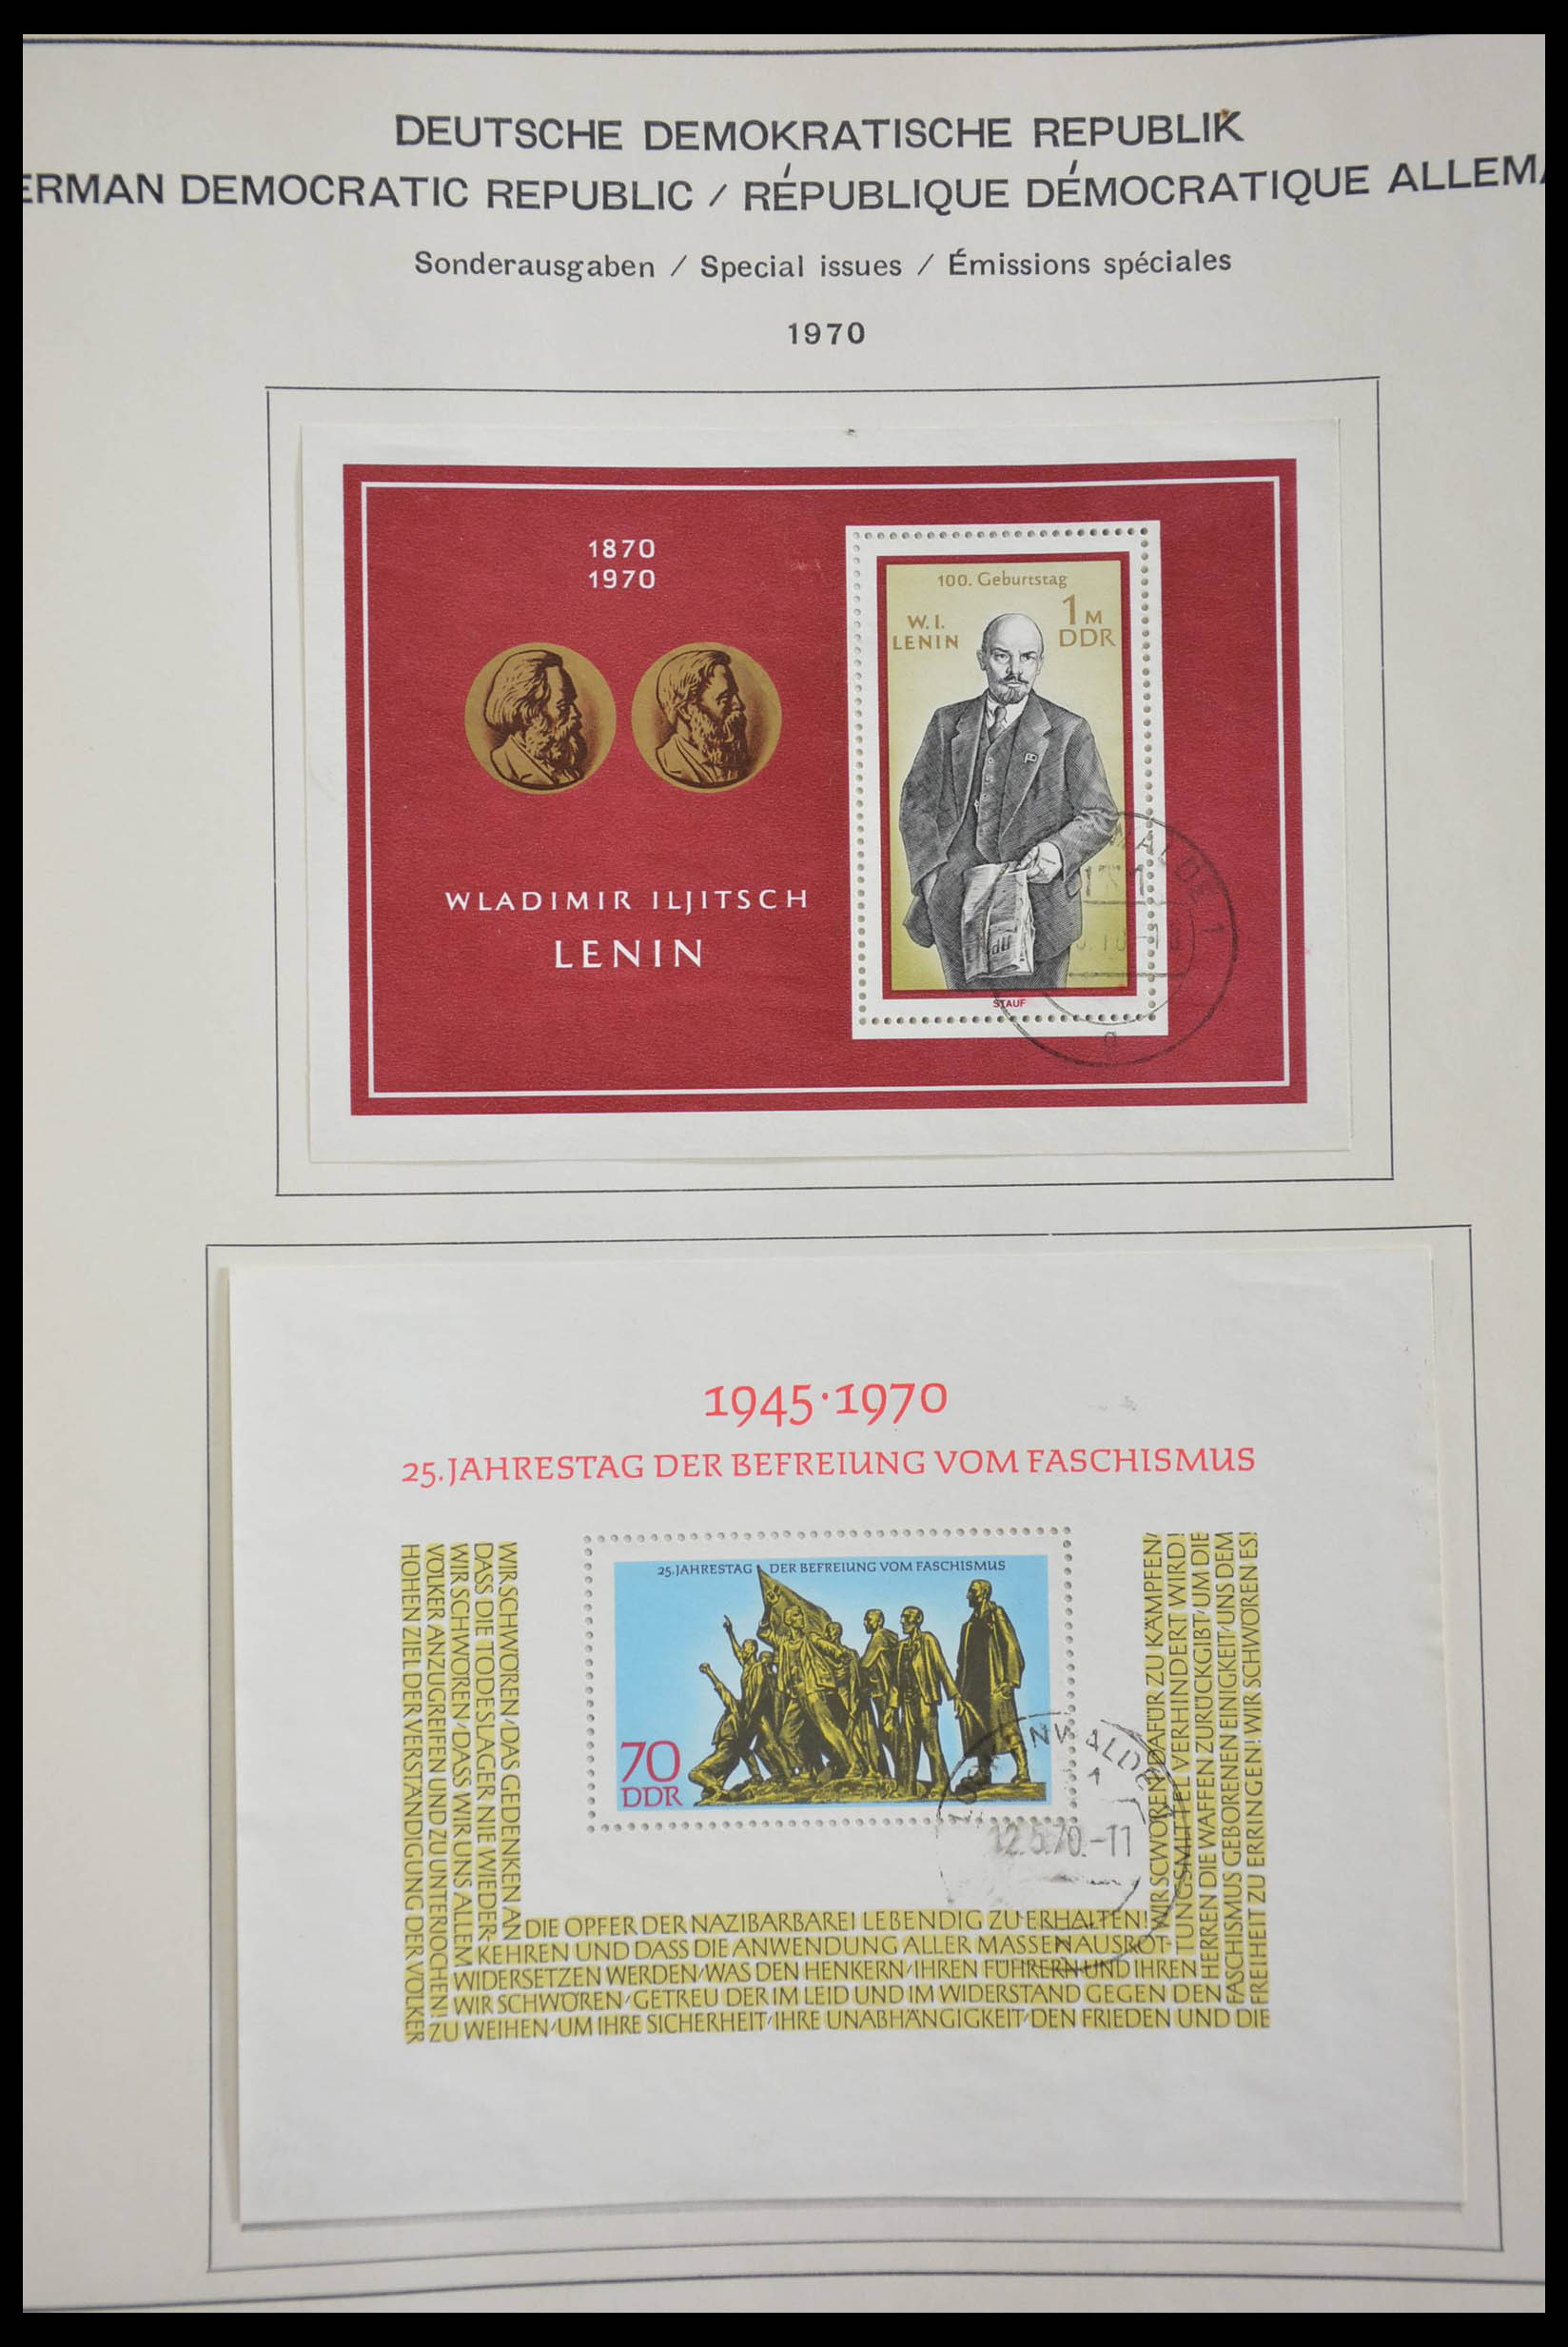 DEUTSCHE DEMOKRATISCHE REPUBLIK
ERMAN DEMOCRATIC REPUBLIC / RÉPUBLIQUE DÉMOCRATIQUE ALLEMA
Sonderausgaben / Special issues / Émissions spéciales
1970
1870
1970
WLADIMIR ILJITSCH
LENIN
100. Geburtstag
W. I.
LENIN
1 M
DDR
STAUF
1945·1970
25. JAHRESTAG DER BEFREIUNG VOM FASCHISMUS
25. JAHRESTAG DER BEFREIUNG VOM FASCHISMUS
70
DDR
12.5.70.-11
WIR SCHWÖREN, DAS GEDENKEN AN
DIE OPFER DER NAZIBARBAREI LEBENDIG ZU ERHALTEN!
WIR SCWÖREN, DAFÜR ZU KÄMPFEN,
DASS DIE TODESLAGER NIE WIEDER-
KEHREN UND DASS DIE ANWENDUNG ALLER MASSENAUSROT-
TUNGSMITTEL VERHINDERT WIRD!
WIR SCHWÖREN, DASS WIR UNS ALLEM
WIDERSETZEN WERDEN, WAS DEN HENKERN, IHREN FÜHRERN UND IHREN
HERREN DIE WAFFEN ZURÜCKGIBT, UM DIE
VÖLKER ANZUGREIFEN UND ZU UNTERJOCHEN!
WIR SCHWÖREN, GETREU DER IM LEID UND IM WIDERSTAND GEGEN DEN
FASCHISMUS GEBORENEN EINIGKEIT, UNS DEM
HOHEN ZIEL DER VERSTÄNDIGUNG DER VÖLKER
ZU WEIHEN, UM IHRE SICHERHEIT, IHRE UNABHÄNGIGKEIT, DEN FRIEDEN UND DIE
FREIHEIT ZU ERRINGEN! WIR SCHWÖREN ES!